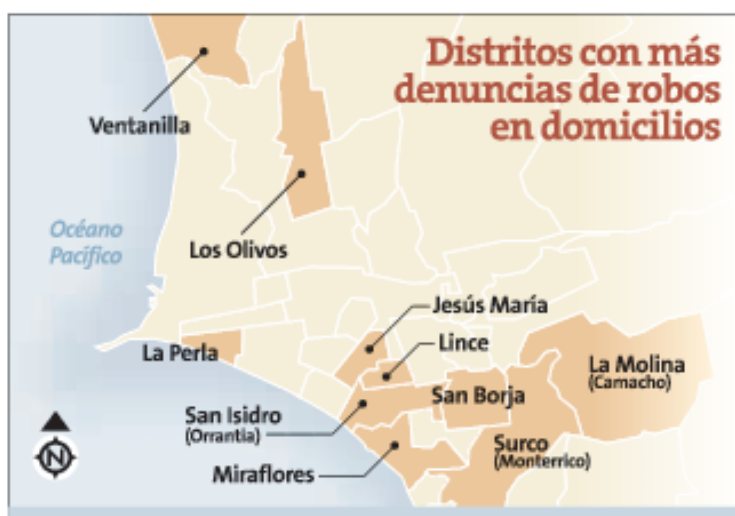 Distritos con más
denuncias de robos
en domicilios
Ventanilla
Océano
Pacífico
Los Olivos
Jesús María
Lince
La Perla
La Molina
(Camacho)
San Borja
San Isidro
(Orrantia)
Surco
(Monterrico)
Miraflores
N